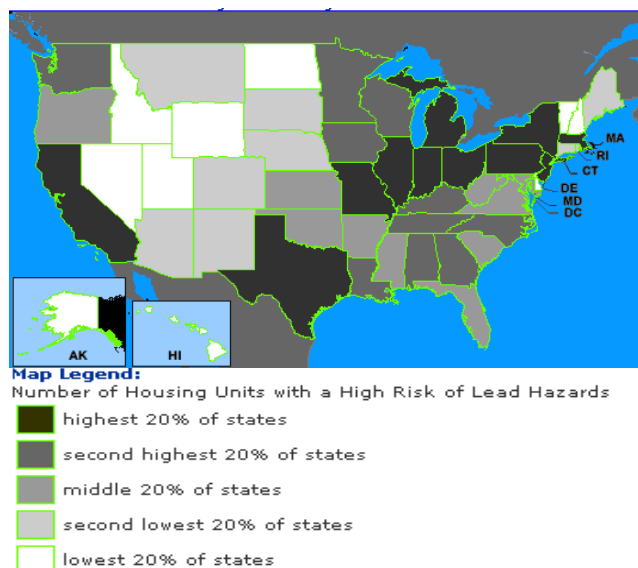 MA
RI
CT
DE
MD
DC
AK
HI
Map Legend:
Number of Housing Units with a High Risk of Lead Hazards
highest 20% of states
second highest 20% of states
middle 20% of states
second lowest 20% of states
lowest 20% of states